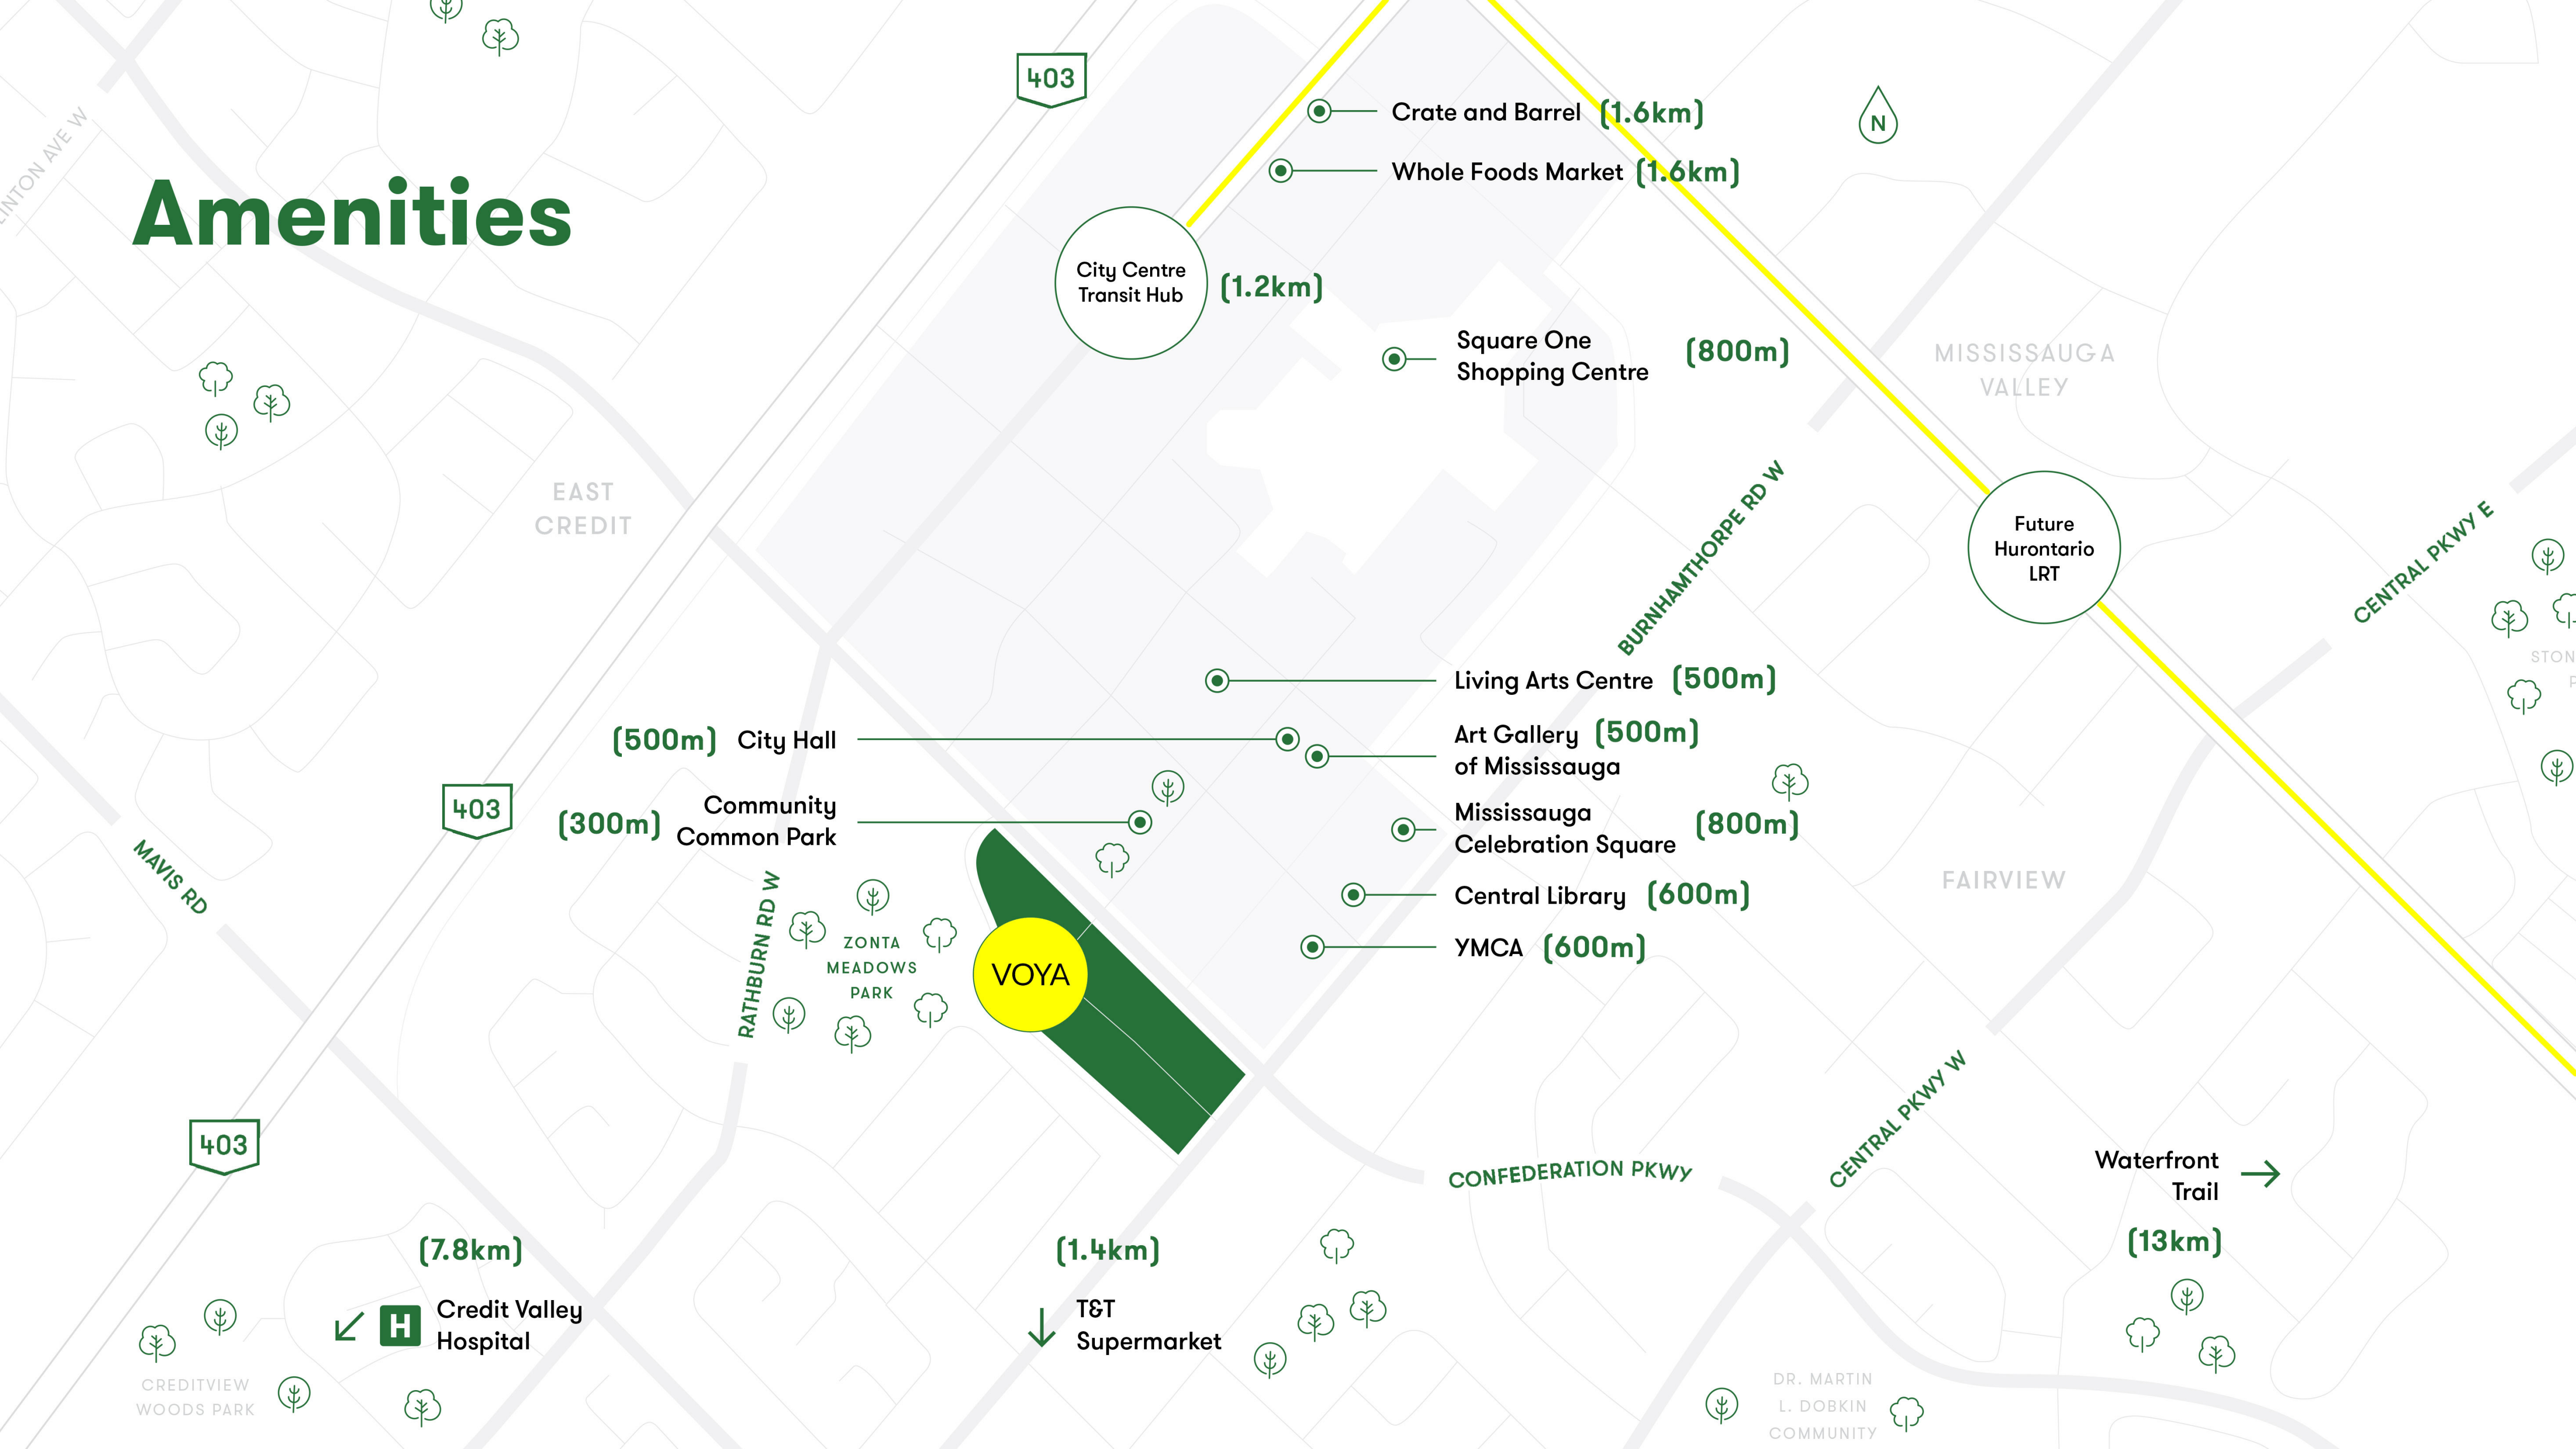 403
Crate and Barrel (1.6km)
N
Whole Foods Market (1.6km)
Amenities
City Centre
Transit Hub
(1.2km)
Square One
Shopping Centre
(800m)
MISSISSAUGA
VALLEY
EAST
CREDIT
BURNHAMTHORPE RD W
Future
Hurontario
LRT
CENTRAL PKWY E
Living Arts Centre (500m)
(500m) City Hall
Art Gallery
of Mississauga
(500m)
403
(300m)
Community
Common Park
Mississauga
Celebration Square
(800m)
MAVIS RD
RATHBURN RD W
ZONTA
MEADOWS
PARK
VOYA
Central Library (600m)
FAIRVIEW
YMCA (600m)
403
CONFEDERATION PKWY
CENTRAL PKWY W
Waterfront
Trail
(13km)
(7.8km)
H
Credit Valley
Hospital
(1.4km)
T&T
Supermarket
CREDITVIEW
WOODS PARK
DR. MARTIN
L. DOBKIN
COMMUNITY